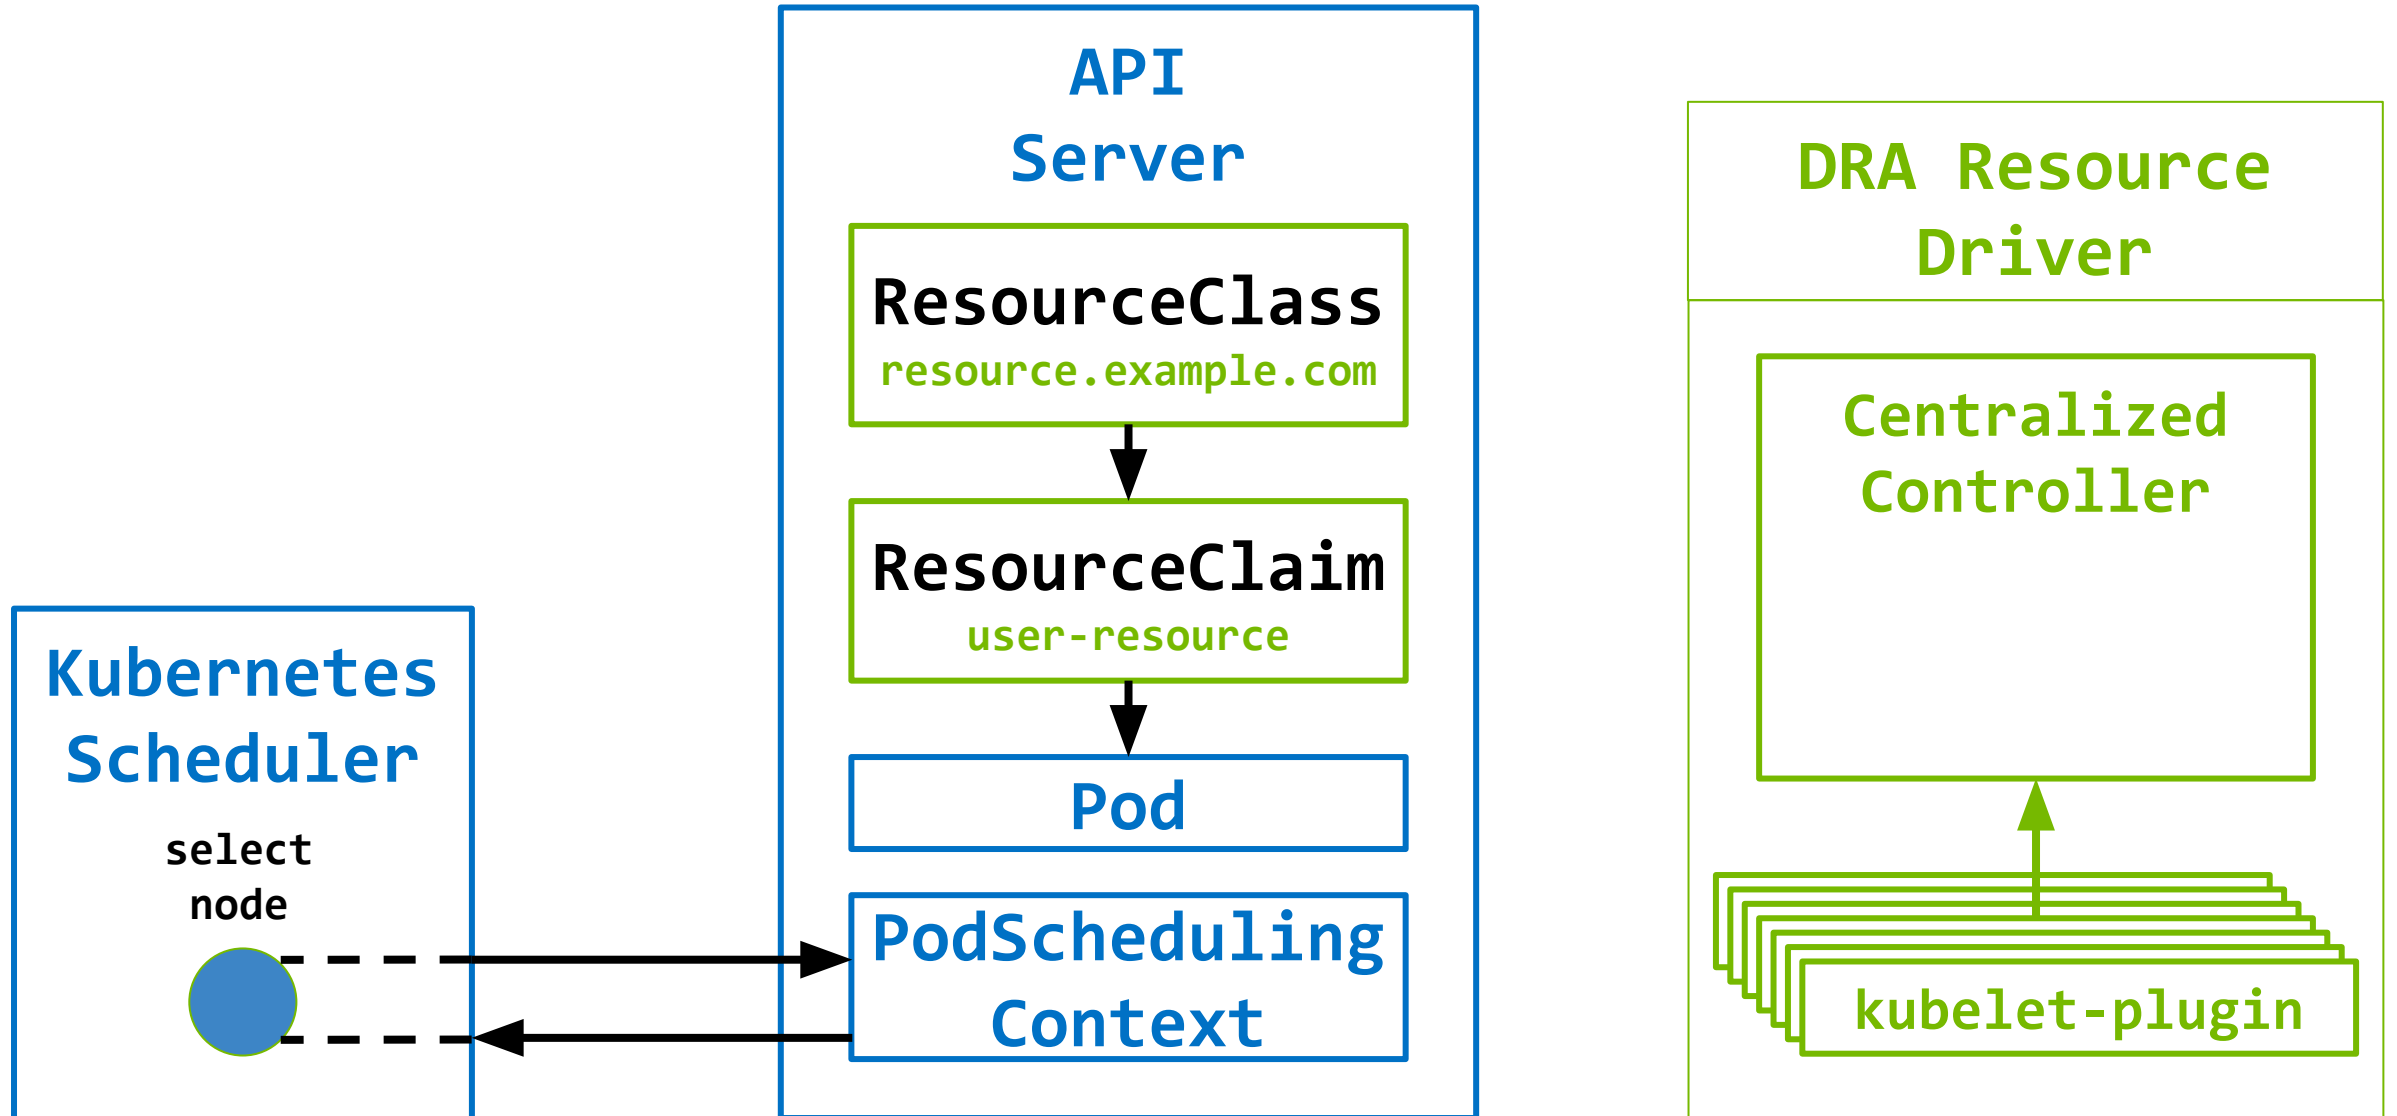 API
Server
ResourceClass
resource.example.com
ResourceClaim
user-resource
Pod
PodScheduling
Context
Kubernetes
Scheduler
select
node
DRA Resource
Driver
Centralized
Controller
kubelet-plugin